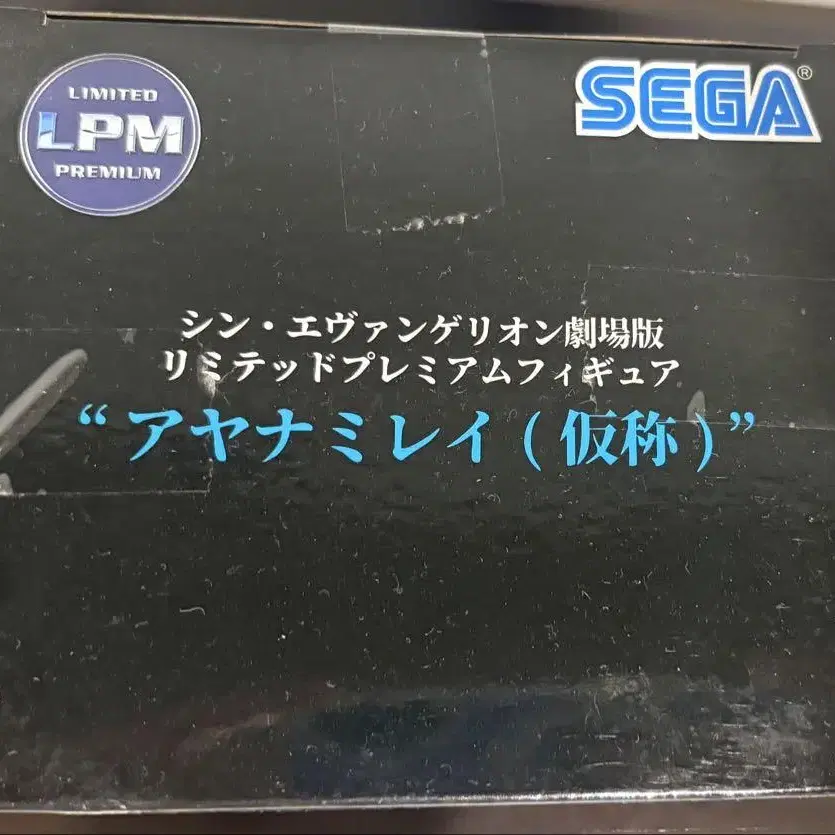 LIMITED
LPM
PREMIUM
SEGA®
シン・エヴァンゲリオン劇場版
リミテッドプレミアムフィギュア
“アヤナミレイ(仮称)”